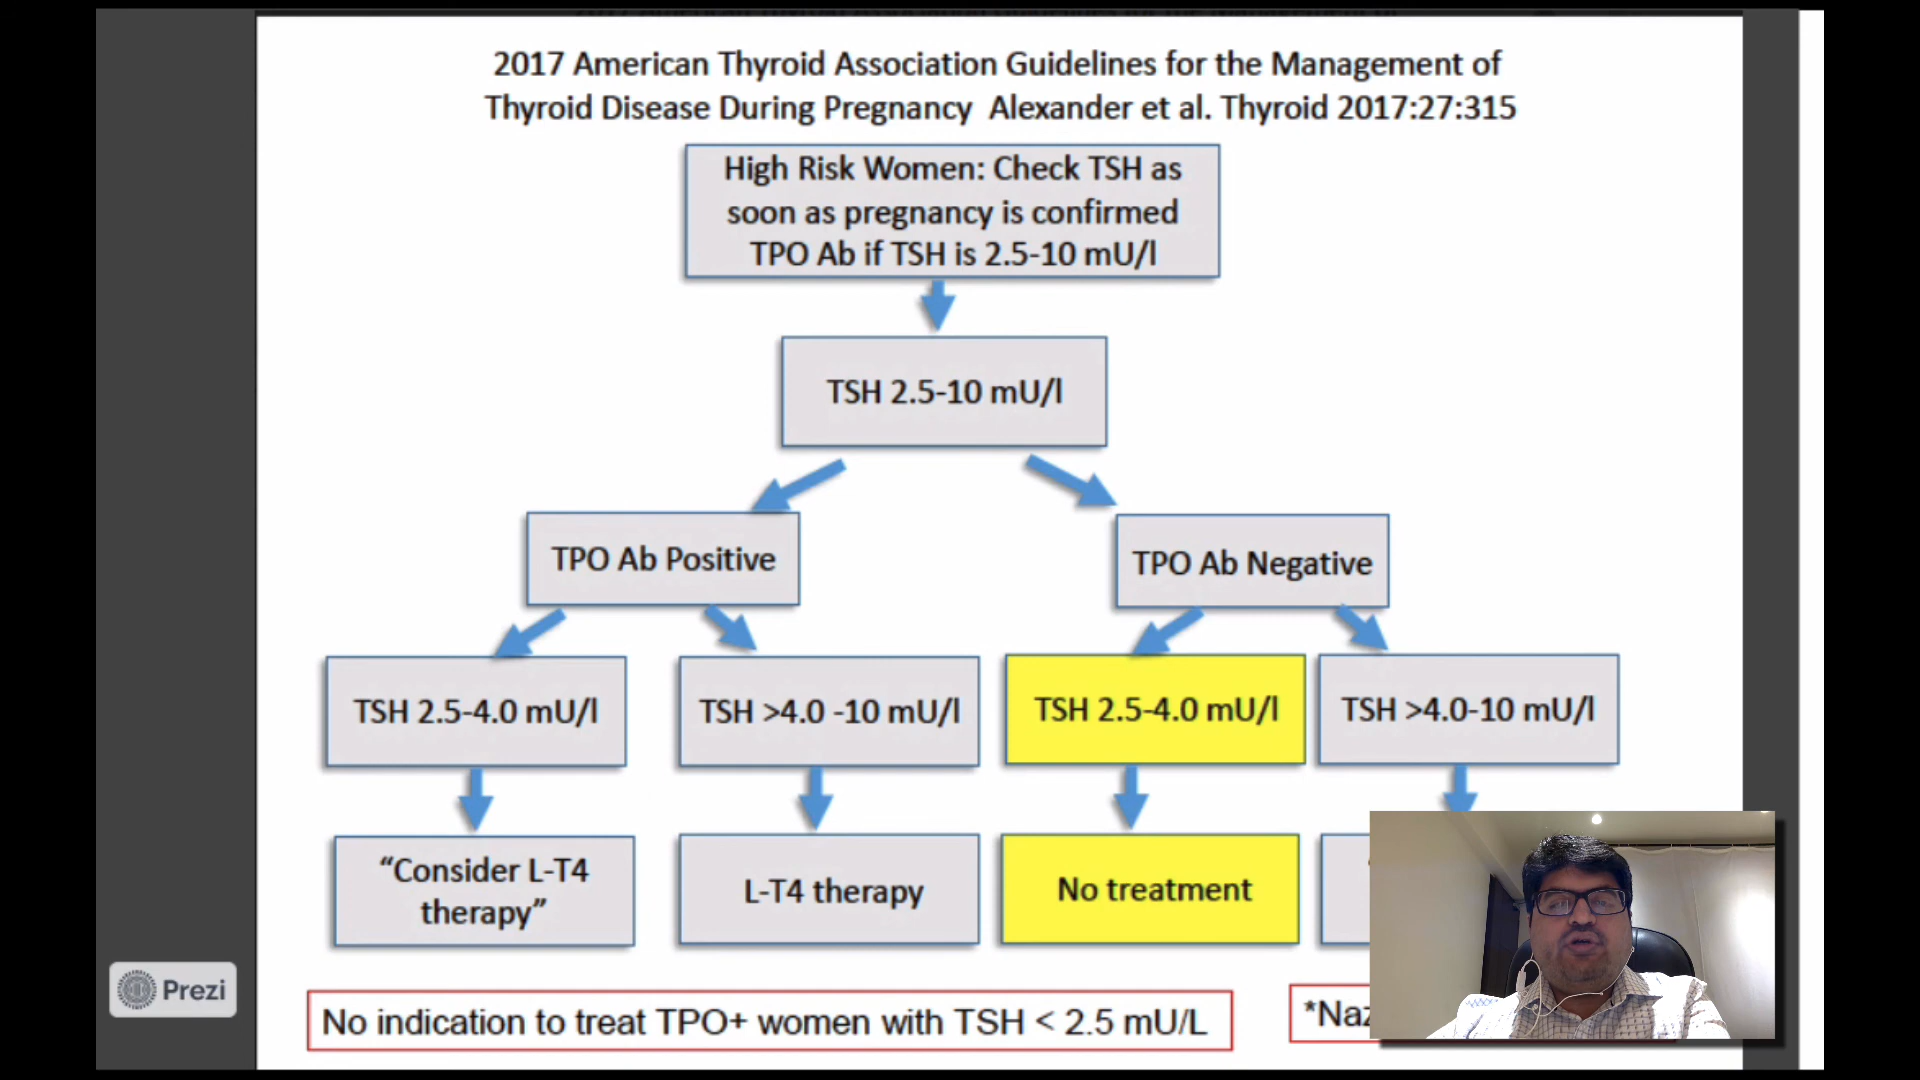 2017 American Thyroid Association Guidelines for the Management of
Thyroid Disease During Pregnancy Alexander et al. Thyroid 2017:27:315
High Risk Women: Check TSH as
soon as pregnancy is confirmed
TPO Ab if TSH is 2.5-10 mU/l
TSH 2.5-10 mU/l
TPO Ab Positive
TPO Ab Negative
TSH 2.5-4.0 mU/l
TSH >4.0 -10 mU/l
TSH 2.5-4.0 mU/l
TSH >4.0-10 mU/l
“Consider L-T4
therapy”
L-T4 therapy
No treatment
Prezi
No indication to treat TPO+ women with TSH < 2.5 mU/L